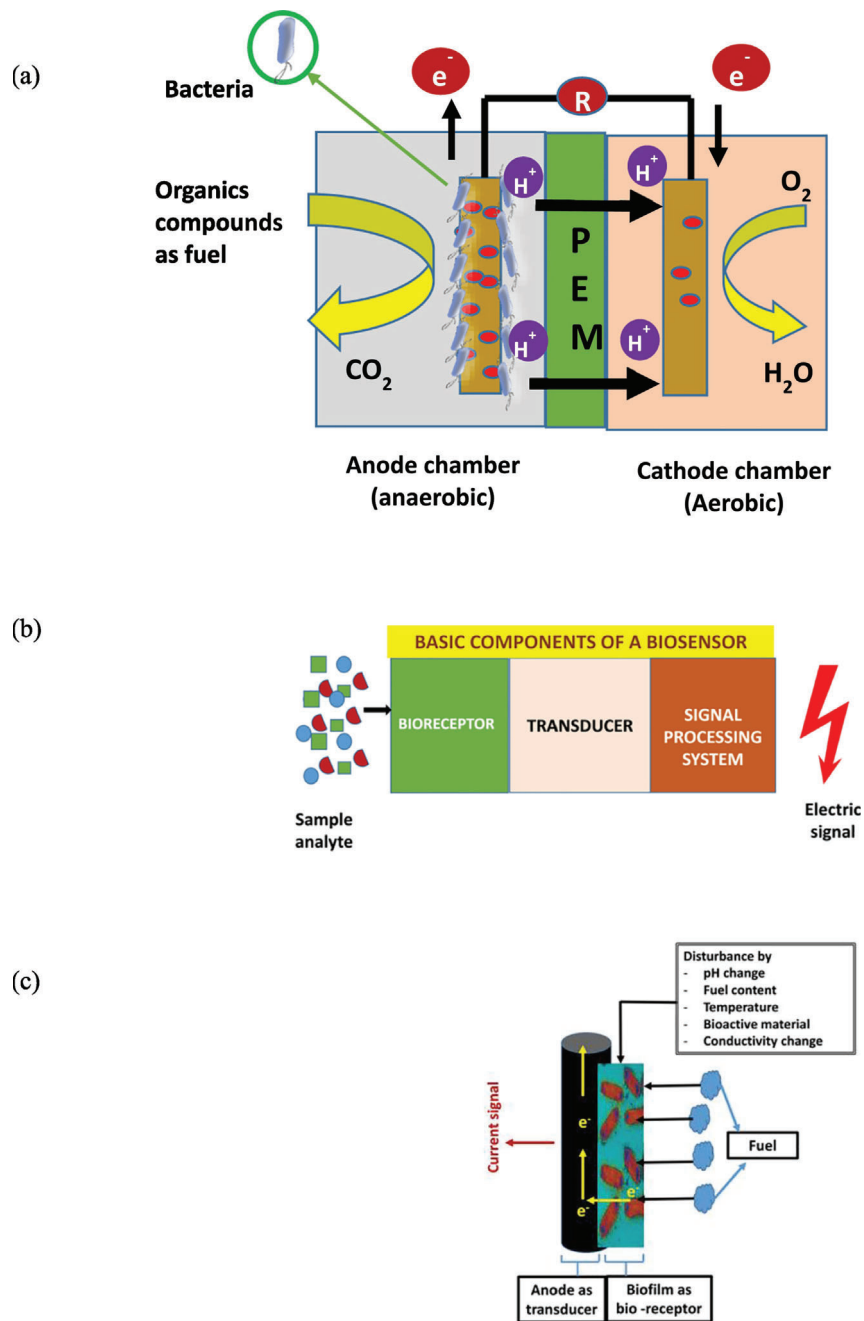 (a)
Bacteria
e-
R
e-
Organics
compounds
as fuel
H+
H+
O2
P
E
M
H+
H+
CO2
H2O
Anode chamber
(anaerobic)
Cathode chamber
(Aerobic)
(b)
BASIC COMPONENTS OF A BIOSENSOR
BIORECEPTOR
TRANSDUCER
SIGNAL
PROCESSING
SYSTEM
Sample
analyte
Electric
signal
(c)
Disturbance by
- pH change
- Fuel content
- Temperature
- Bioactive material
- Conductivity change
Current signal
e-
Fuel
e-
e-
Anode as
transducer
Biofilm as
bio -receptor